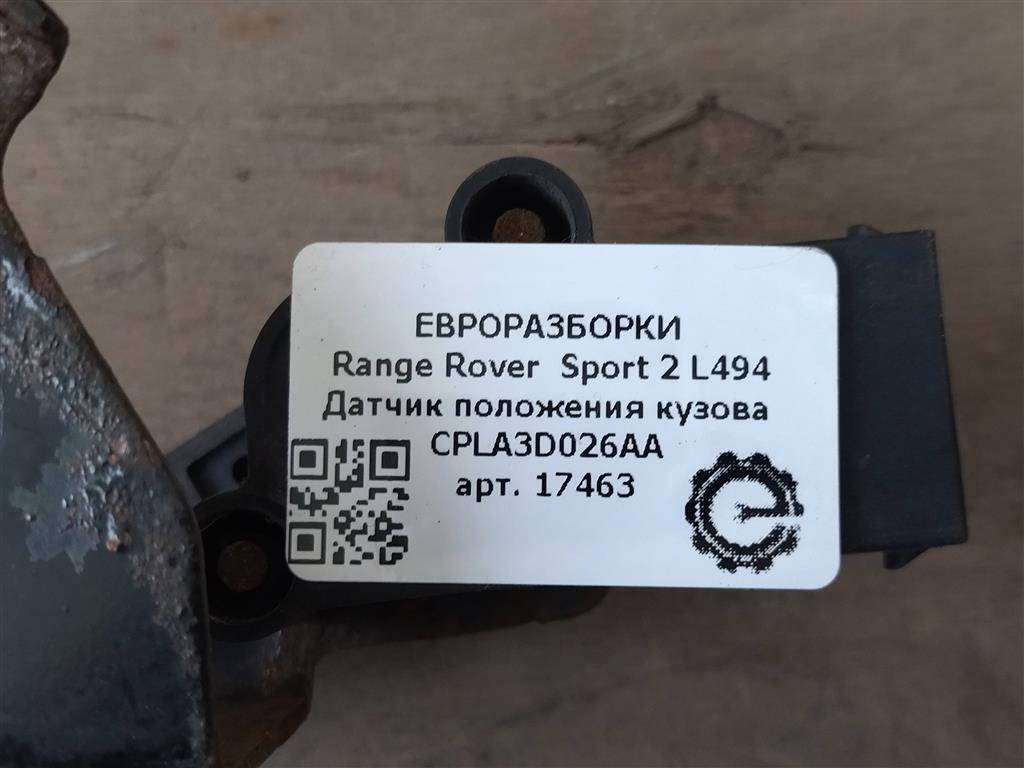 ЕВРОРАЗБОРКИ
Range Rover Sport 2 L494
Датчик положения кузова
CPLA3D026AA
арт. 17463